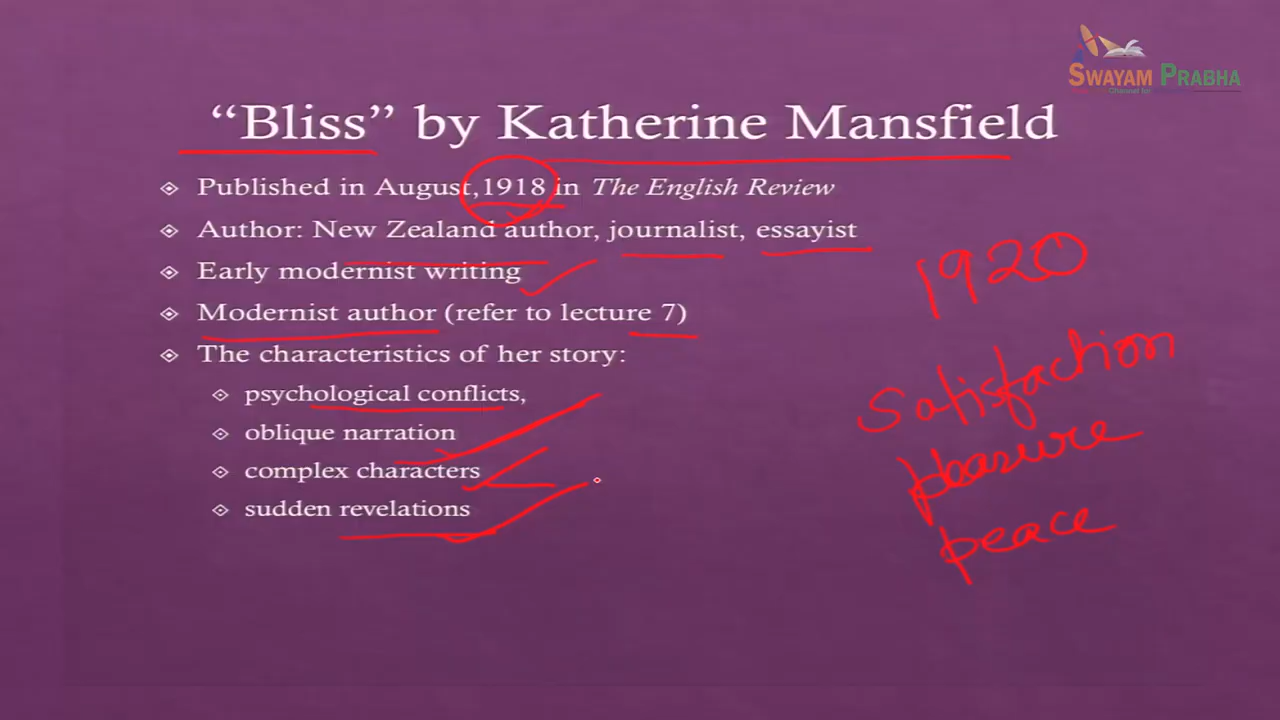 SWAYAM PRABHA
“Bliss” by Katherine Mansfield
Published in August,1918 in The English Review
Author: New Zealand author, journalist, essayist
Early modernist writing
Modernist author (refer to lecture 7)
The characteristics of her story:
psychological conflicts,
oblique narration
complex characters
sudden revelations
1920
Satisfaction
pleasure
peace